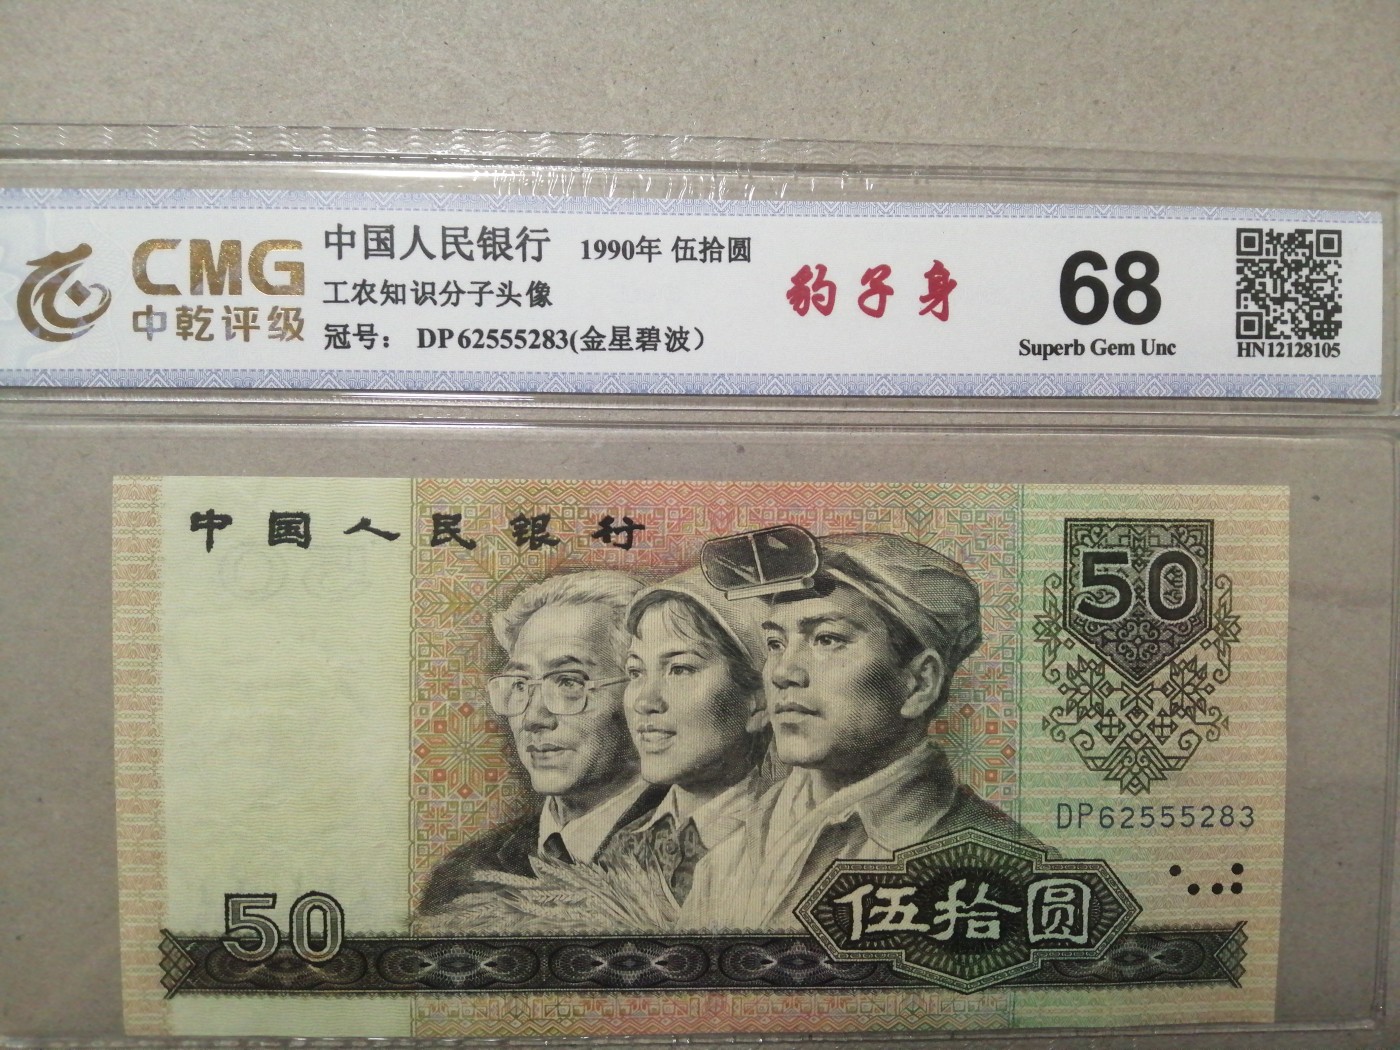 CMG
中乾评级
中国人民银行 1990年 伍拾圆
工农知识分子头像
冠号： DP62555283(金星碧波）
豹子身
68
Superb Gem Unc
HN12128105
中国人民银行
50
DP62555283
50
伍拾圆